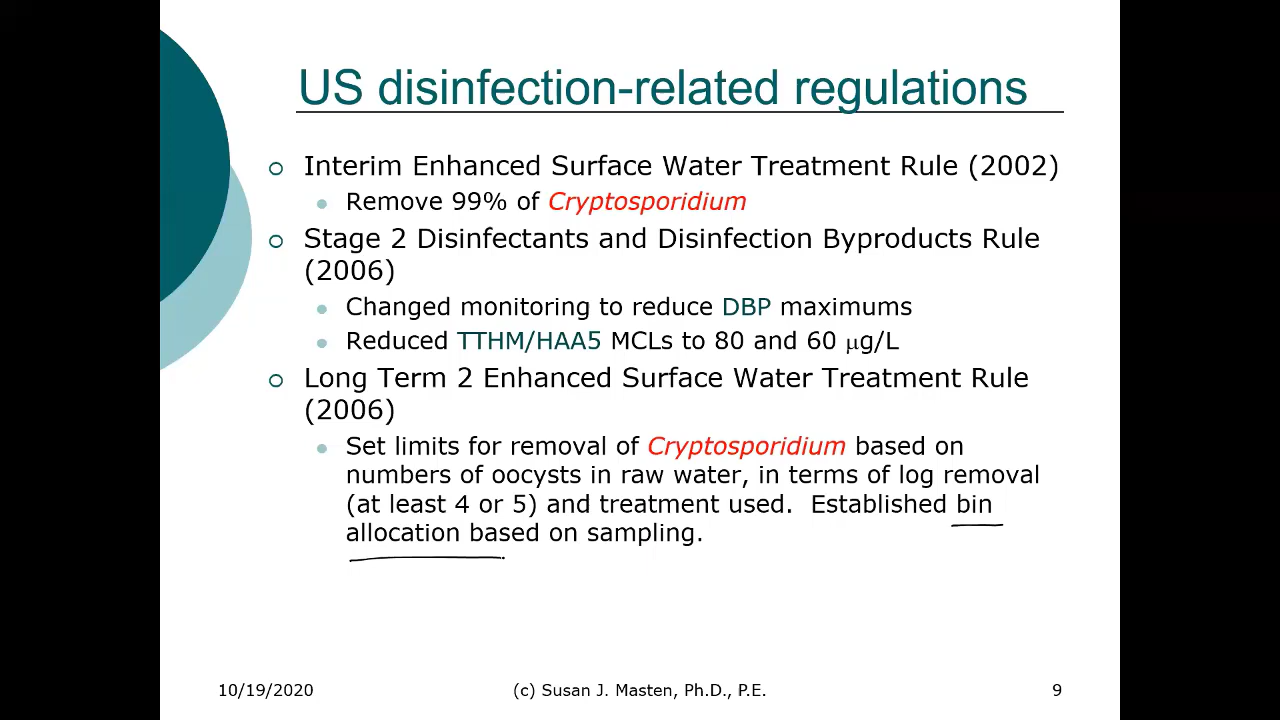 US disinfection-related regulations
Interim Enhanced Surface Water Treatment Rule (2002)
Remove 99% of Cryptosporidium
Stage 2 Disinfectants and Disinfection Byproducts Rule
(2006)
Changed monitoring to reduce DBP maximums
Reduced TTHM/HAA5 MCLs to 80 and 60 μg/L
Long Term 2 Enhanced Surface Water Treatment Rule
(2006)
Set limits for removal of Cryptosporidium based on
numbers of oocysts in raw water, in terms of log removal
(at least 4 or 5) and treatment used.  Established bin
allocation based on sampling.
10/19/2020
(c) Susan J. Masten, Ph.D., P.E.
9